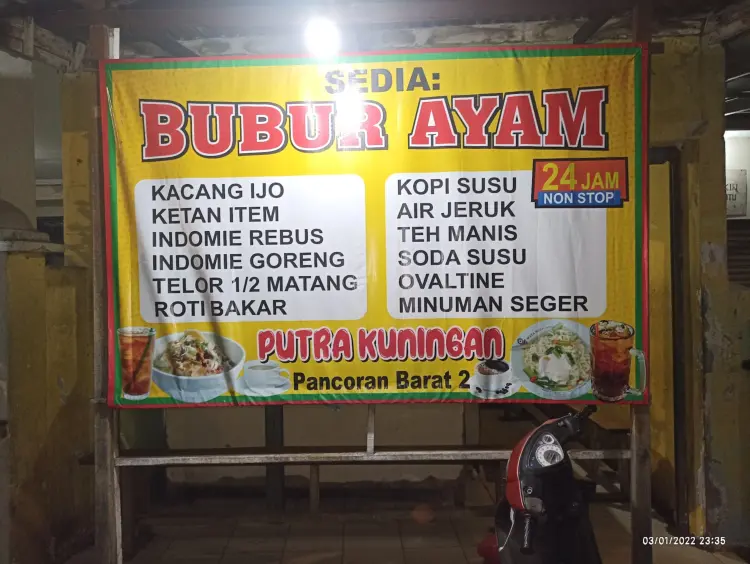 SEDIA:
BUBUR AYAM
24 JAM
NON STOP
KACANG IJO
KETAN ITEM
INDOMIE REBUS
INDOMIE GORENG
TELOR 1/2 MATANG
ROTI BAKAR
KOPI SUSU
AIR JERUK
TEH MANIS
SODA SUSU
OVALTINE
MINUMAN SEGER
PUTRA KUNINGAN
Pancoran Barat 2
03/01/2022 23:35